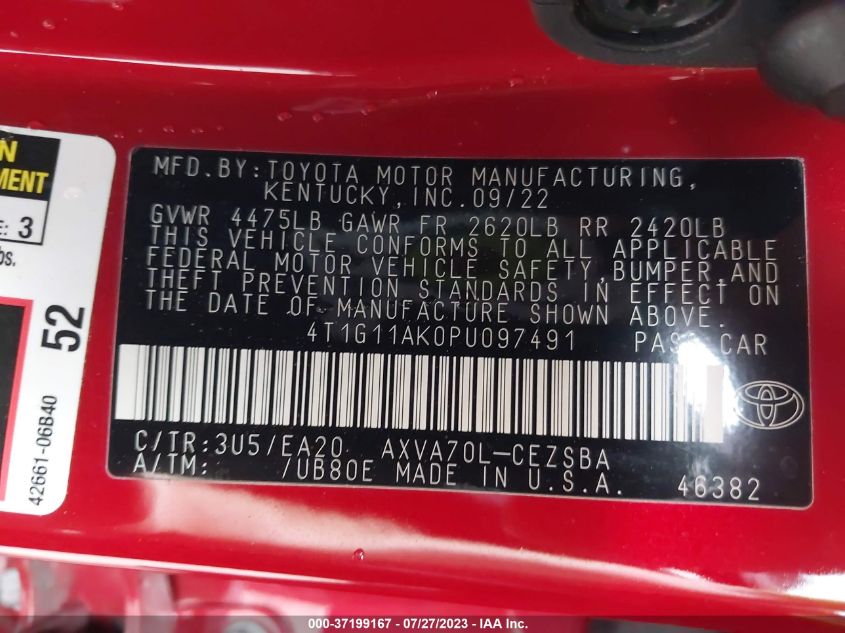 N
MENT
E: 3
bs.
52
42661-06B40
MFD.BY:TOYOTA MOTOR MANUFACTURING,
KENTUCKY,INC.09/22
GVWR 4475LB GAWR FR 2620LB RR 2420LB
THIS VEHICLE CONFORMS TO ALL APPLICABLE
FEDERAL MOTOR VEHICLE SAFETY,BUMPER,AND
THEFT PREVENTION STANDARDS IN EFFECT ON
THE DATE OF MANUFACTURE SHOWN ABOVE.
4T1G11AK0PU097491 PASS CAR
C/TR:3U5/EA20 AXVA70L-CEZSBA
A/TM: /UB80E MADE IN U.S.A. 46382
000-37199167 - 07/27/2023 - IAA Inc.